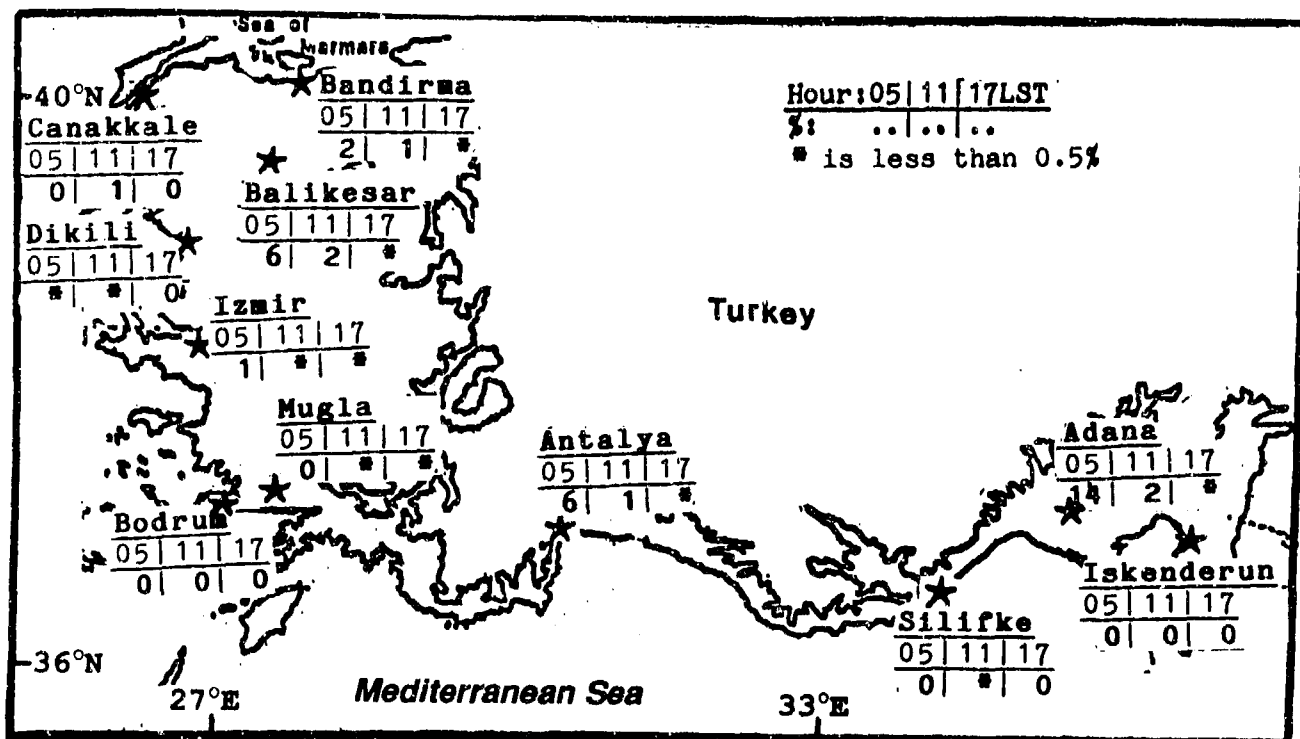 Sea of
Marmara
40°N
Bandirma
05|11|17
2| 1| *
Hour:05|11|17LST
%: ..|..|..
* is less than 0.5%
Canakkale
05|11|17
0| 1| 0
Balikesar
05|11|17
6| 2| *
Dikili
05|11|17
*| *| 0
Izmir
05|11|17
1| *| *
Turkey
Mugla
05|11|17
0| *| *
Antalya
05|11|17
6| 1| *
Adana
05|11|17
14| 2| *
Bodrum
05|11|17
0| 0| 0
Iskenderun
05|11|17
0| 0| 0
Silifke
05|11|17
0| *| 0
36°N
27°E
Mediterranean Sea
33°E